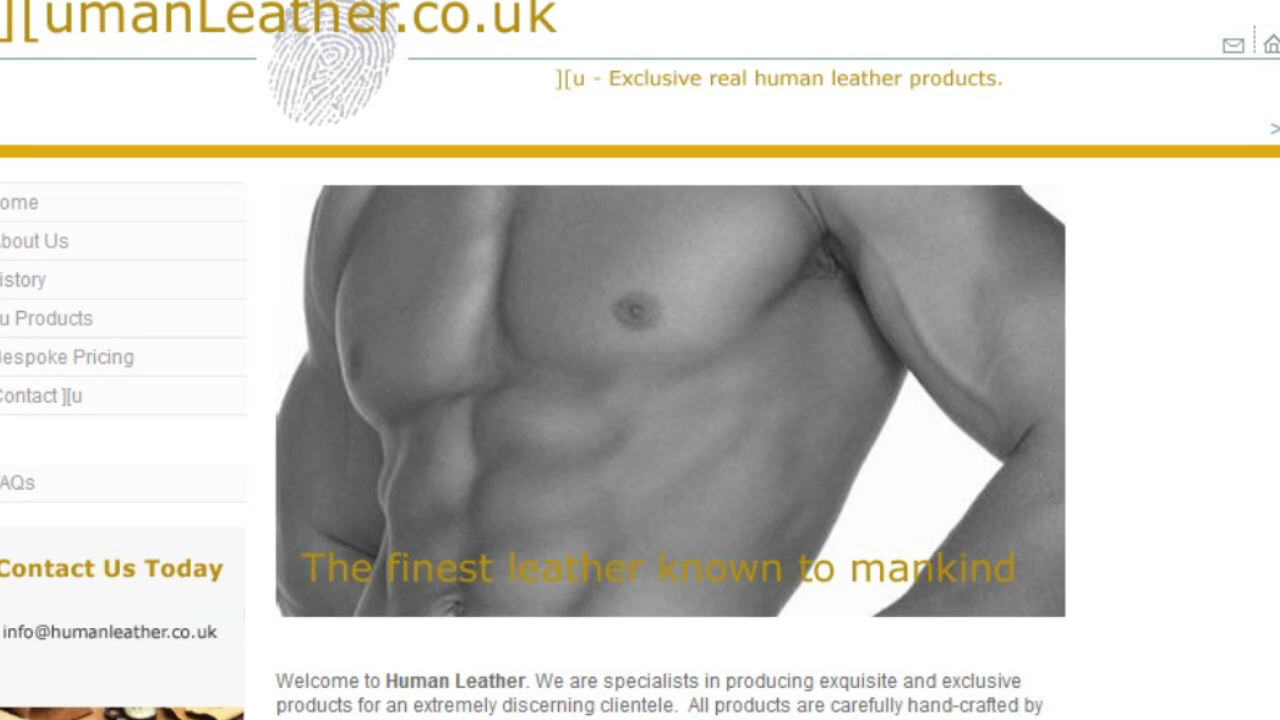 ][umanLeather.co.uk
][u - Exclusive real human leather products.
>
ome
bout Us
istory
u Products
espoke Pricing
Contact ][u
AQs
Contact Us Today
info@humanleather.co.uk
The finest leather known to mankind
Welcome to Human Leather. We are specialists in producing exquisite and exclusive
products for an extremely discerning clientele. All products are carefully hand-crafted by